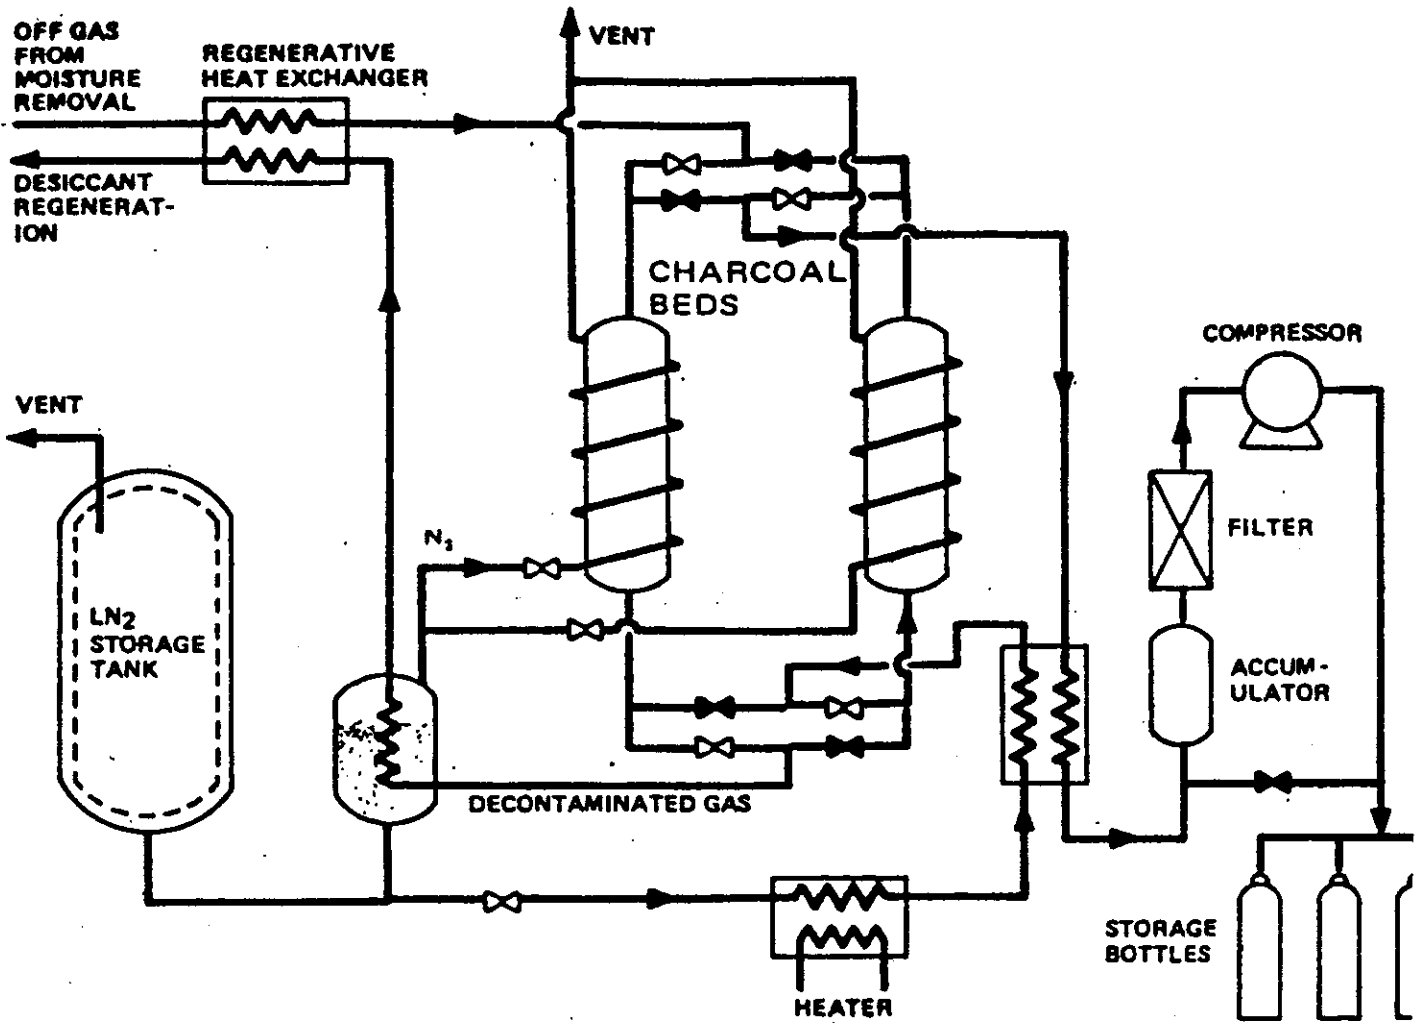 OFF GAS
FROM
MOISTURE
REMOVAL
REGENERATIVE
HEAT EXCHANGER
VENT
DESICCANT
REGENERAT-
ION
CHARCOAL
BEDS
COMPRESSOR
VENT
FILTER
N₂
LN₂
STORAGE
TANK
ACCUM-
ULATOR
DECONTAMINATED GAS
STORAGE
BOTTLES
HEATER